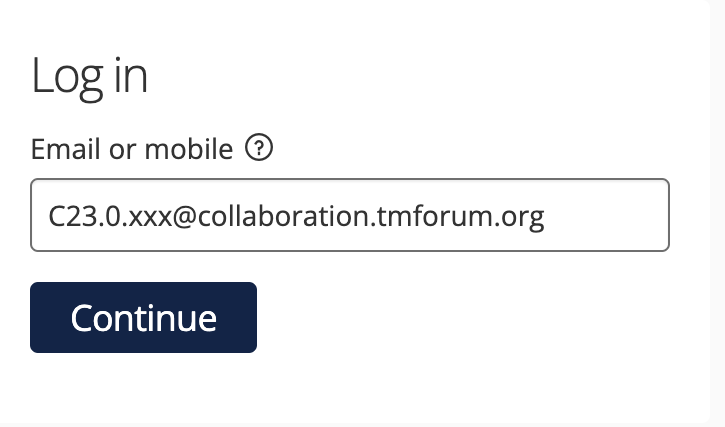 Log in
Email or mobile ?
C23.0.xxx@collaboration.tmforum.org
Continue